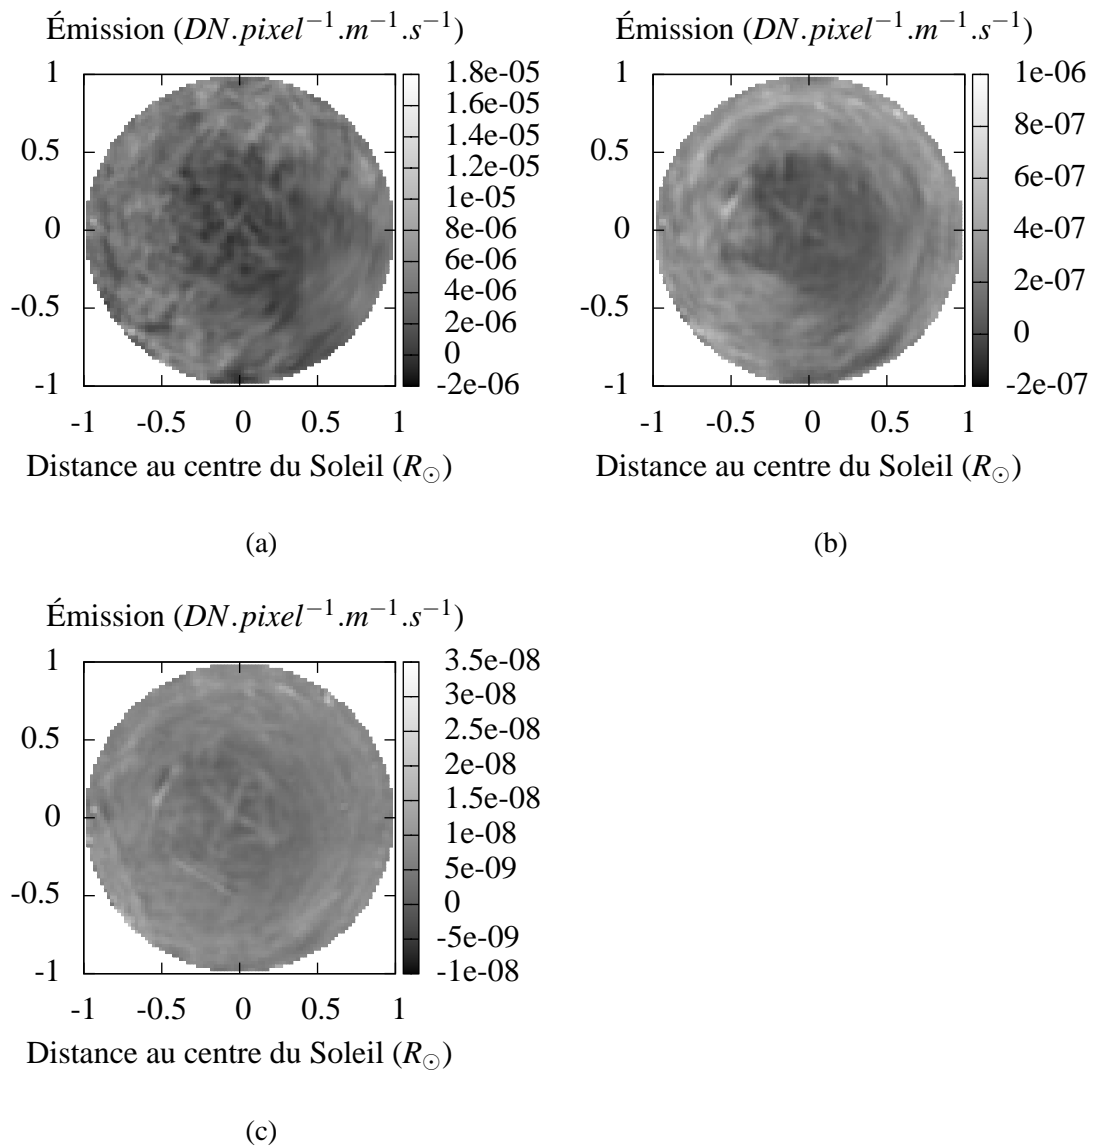 Émission (DN.pixel⁻¹.m⁻¹.s⁻¹)
1
0.5
0
-0.5
-1
-1 -0.5 0 0.5 1
1.8e-05
1.6e-05
1.4e-05
1.2e-05
1e-05
8e-06
6e-06
4e-06
2e-06
0
-2e-06
Distance au centre du Soleil (R☉)
(a)
Émission (DN.pixel⁻¹.m⁻¹.s⁻¹)
1
0.5
0
-0.5
-1
-1 -0.5 0 0.5 1
1e-06
8e-07
6e-07
4e-07
2e-07
0
-2e-07
Distance au centre du Soleil (R☉)
(b)
Émission (DN.pixel⁻¹.m⁻¹.s⁻¹)
1
0.5
0
-0.5
-1
-1 -0.5 0 0.5 1
3.5e-08
3e-08
2.5e-08
2e-08
1.5e-08
1e-08
5e-09
0
-5e-09
-1e-08
Distance au centre du Soleil (R☉)
(c)